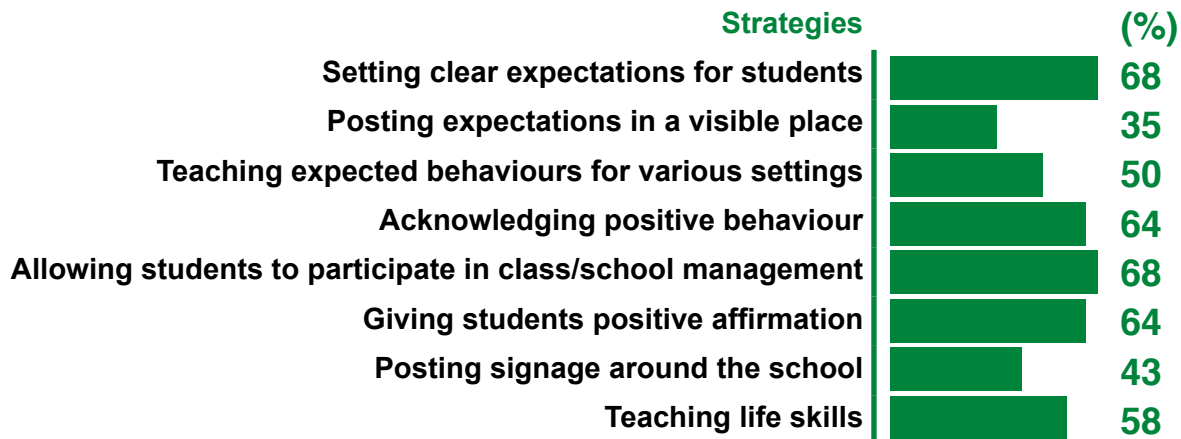 Strategies (%)
Setting clear expectations for students 68
Posting expectations in a visible place 35
Teaching expected behaviours for various settings 50
Acknowledging positive behaviour 64
Allowing students to participate in class/school management 68
Giving students positive affirmation 64
Posting signage around the school 43
Teaching life skills 58